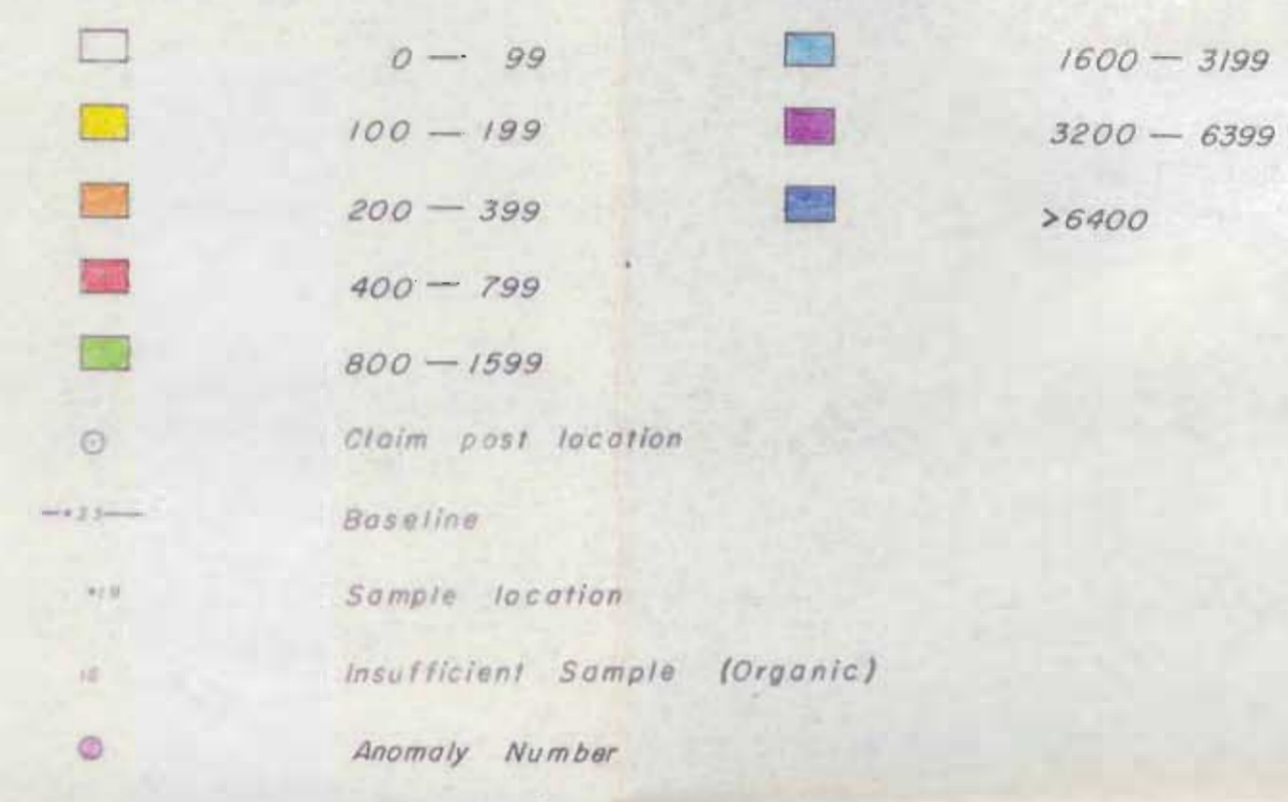 0 — 99
100 — 199
200 — 399
400 — 799
800 — 1599
Claim post location
Baseline
Sample location
Insufficient Sample (Organic)
Anomaly Number
1600 — 3199
3200 — 6399
>6400